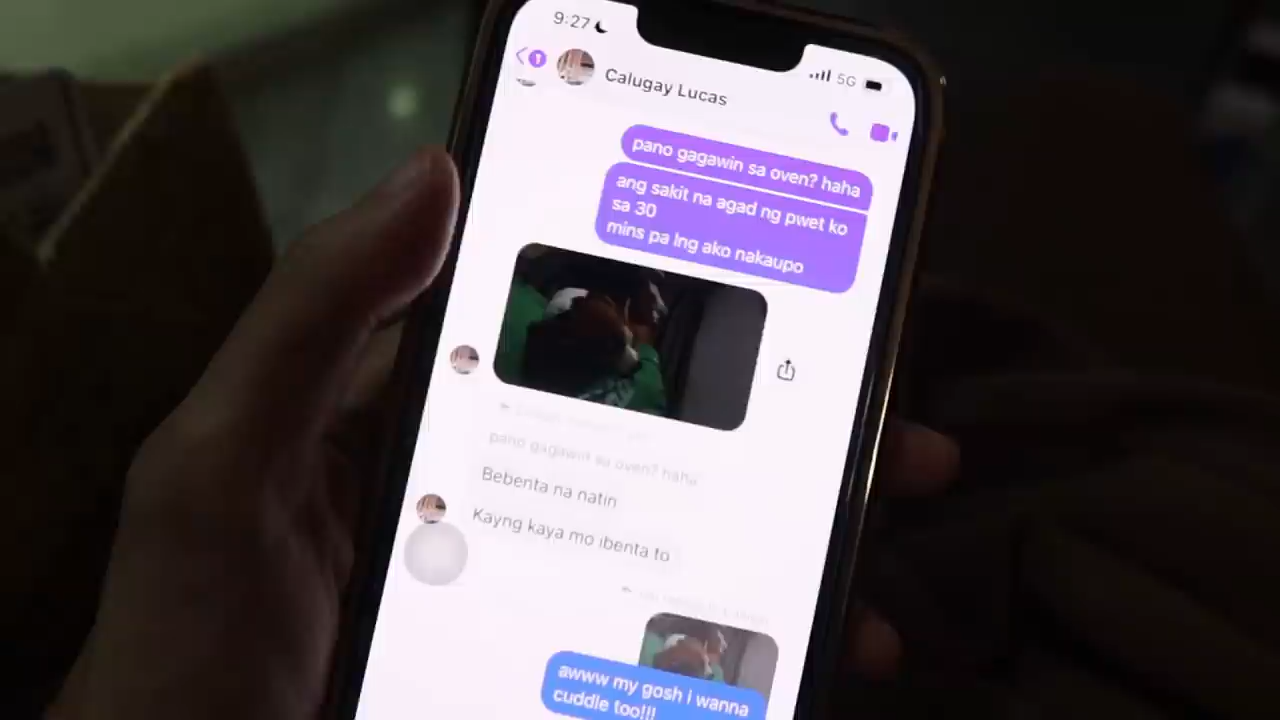 9:27
5G
1
Calugay Lucas
pano gagawin sa oven? haha
ang sakit na agad ng pwet ko
sa 30
mins pa lng ako nakaupo
pano gagawin sa oven? haha
Bebenta na natin
Kayng kaya mo ibenta to
awww my gosh i wanna
cuddle too!!!